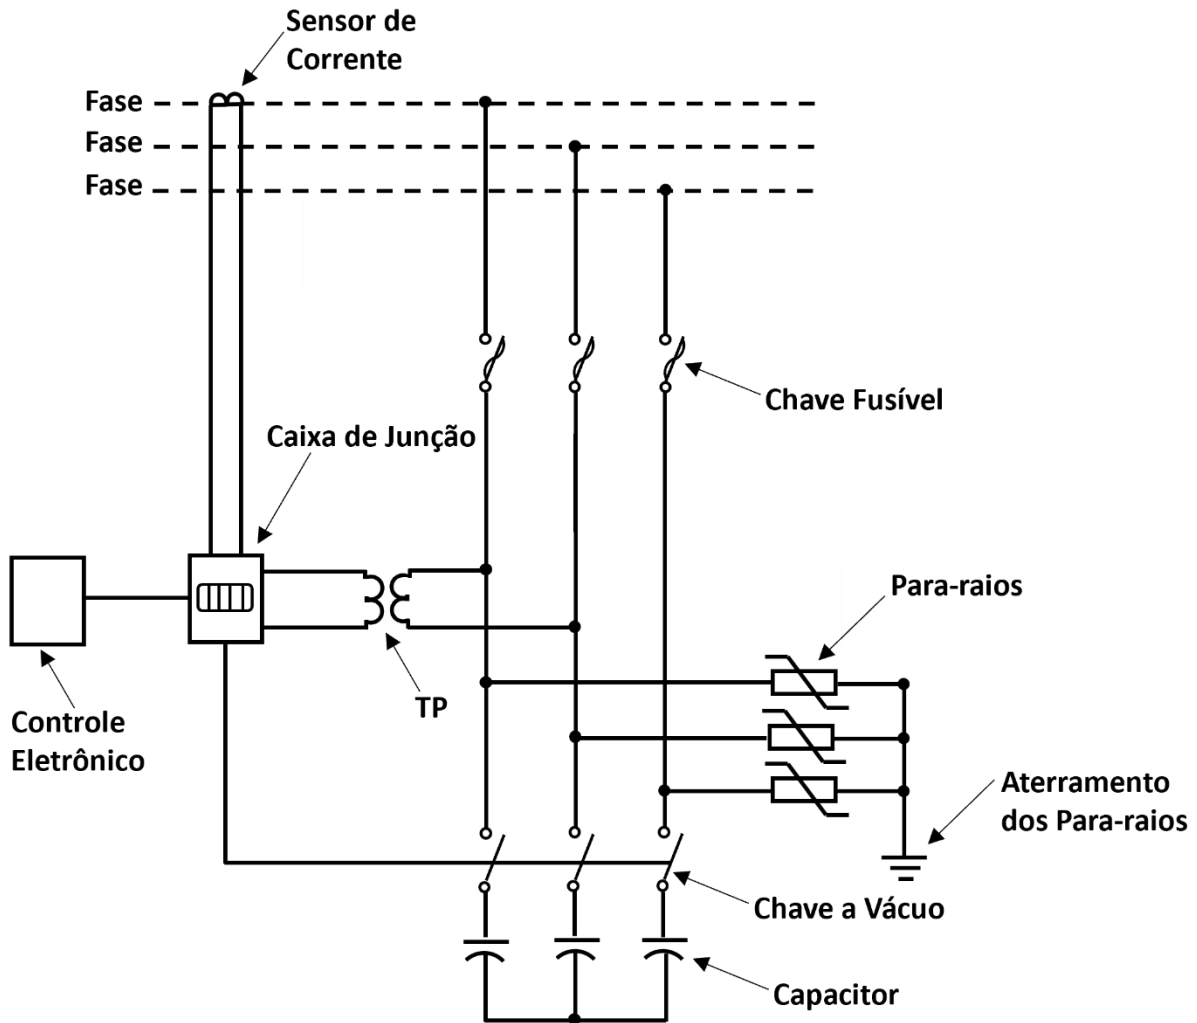 Sensor de
Corrente
Fase
Fase
Fase
Chave Fusível
Caixa de Junção
Para-raios
TP
Controle
Eletrônico
Aterramento
dos Para-raios
Chave a Vácuo
Capacitor